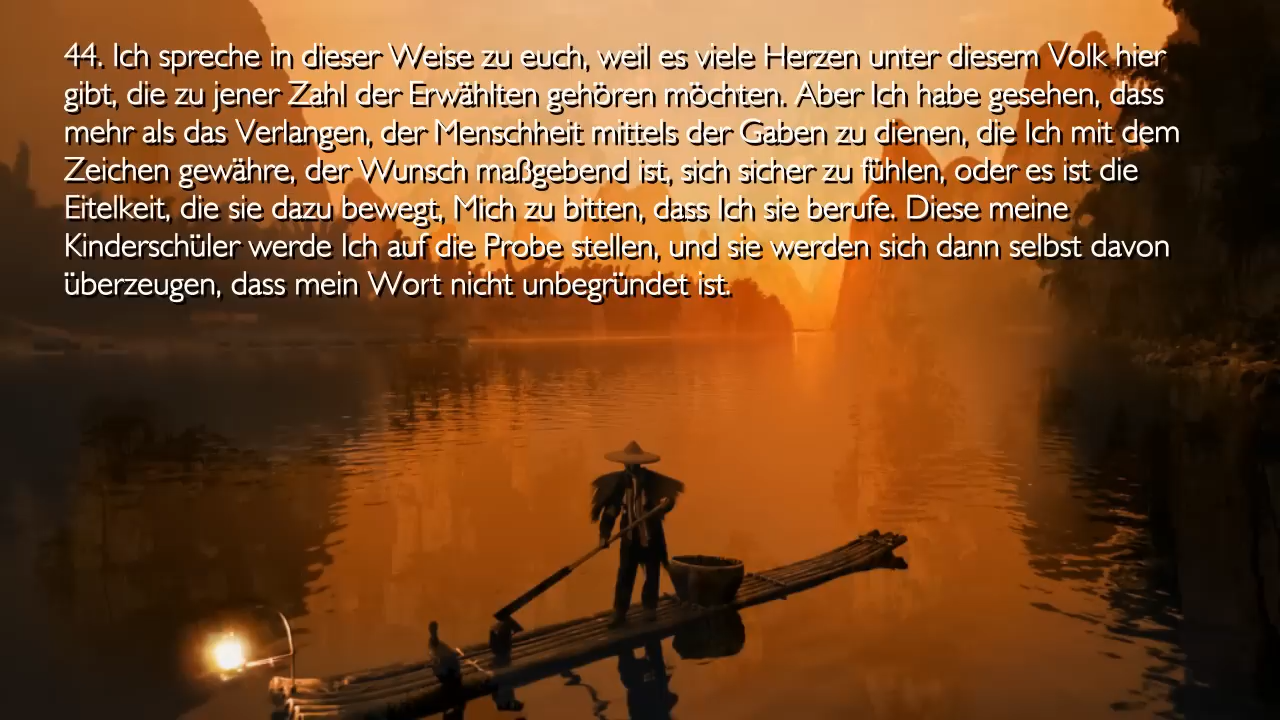 44. Ich spreche in dieser Weise zu euch, weil es viele Herzen unter diesem Volk hier
gibt, die zu jener Zahl der Erwählten gehören möchten. Aber Ich habe gesehen, dass
mehr als das Verlangen, der Menschheit mittels der Gaben zu dienen, die Ich mit dem
Zeichen gewähre, der Wunsch maßgebend ist, sich sicher zu fühlen, oder es ist die
Eitelkeit, die sie dazu bewegt, Mich zu bitten, dass Ich sie berufe. Diese meine
Kinderschüler werde Ich auf die Probe stellen, und sie werden sich dann selbst davon
überzeugen, dass mein Wort nicht unbegründet ist.